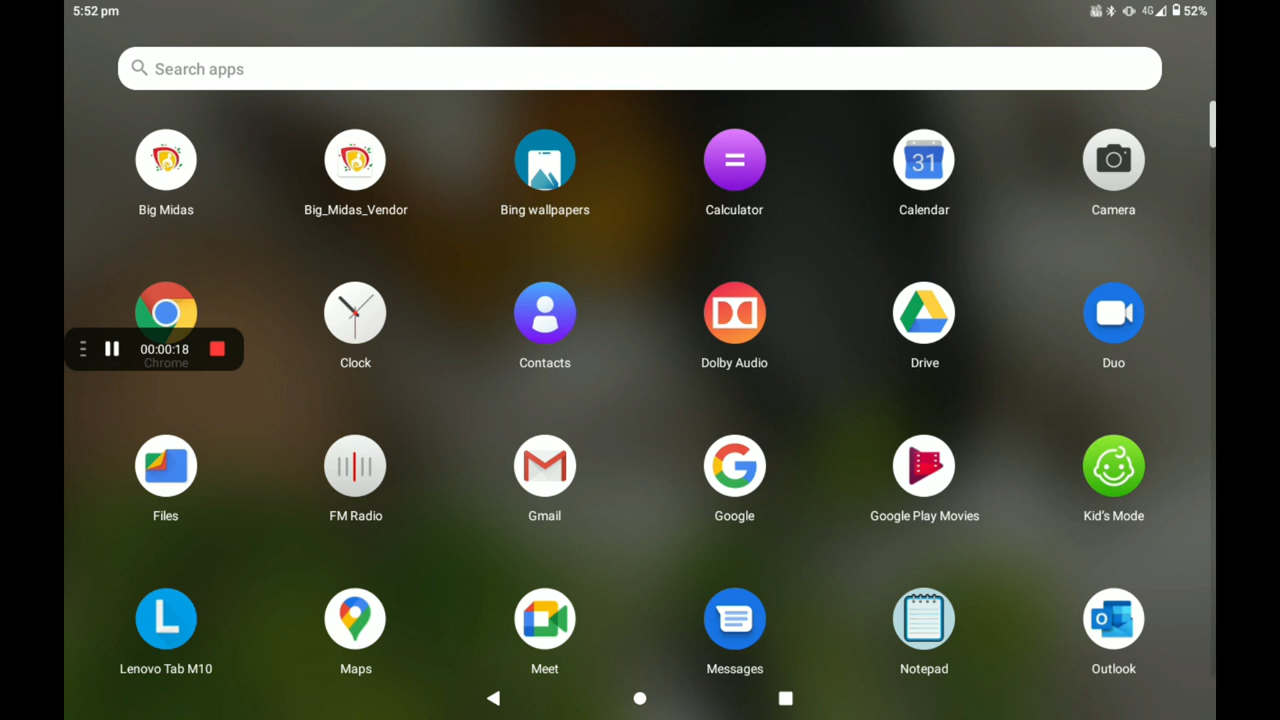 5:52 pm
4G 52%
Search apps
Big Midas
Big_Midas_Vendor
Bing wallpapers
Calculator
31
Calendar
Camera
Chrome
Clock
Contacts
Dolby Audio
Drive
Duo
00:00:18
Files
FM Radio
Gmail
Google
Google Play Movies
Kid's Mode
L
Lenovo Tab M10
Maps
Meet
Messages
Notepad
Outlook